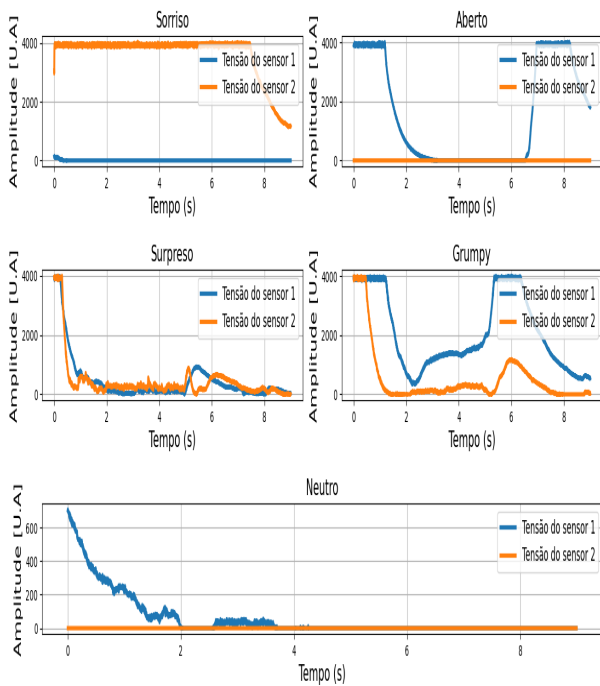 Sorriso
Amplitude [U.A]
4000
2000
0
Tensão do sensor 1
Tensão do sensor 2
0 2 4 6 8
Tempo (s)
Aberto
Amplitude [U.A]
4000
2000
0
Tensão do sensor 1
Tensão do sensor 2
0 2 4 6 8
Tempo (s)
Surpreso
Amplitude [U.A]
4000
2000
0
Tensão do sensor 1
Tensão do sensor 2
0 2 4 6 8
Tempo (s)
Grumpy
Amplitude [U.A]
4000
2000
0
Tensão do sensor 1
Tensão do sensor 2
0 2 4 6 8
Tempo (s)
Neutro
Amplitude [U.A]
600
400
200
0
Tensão do sensor 1
Tensão do sensor 2
0 2 4 6 8
Tempo (s)